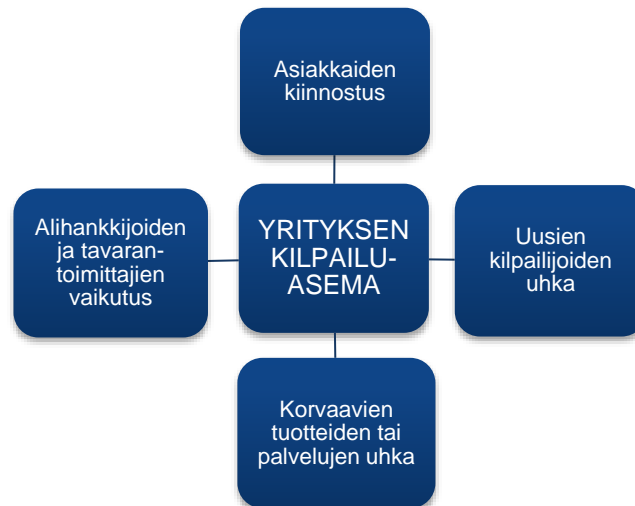 Asiakkaiden
kiinnostus
Alihankkijoiden
ja tavaran-
toimittajien
vaikutus
YRITYKSEN
KILPAILU-
ASEMA
Uusien
kilpailijoiden
uhka
Korvaavien
tuotteiden tai
palvelujen uhka